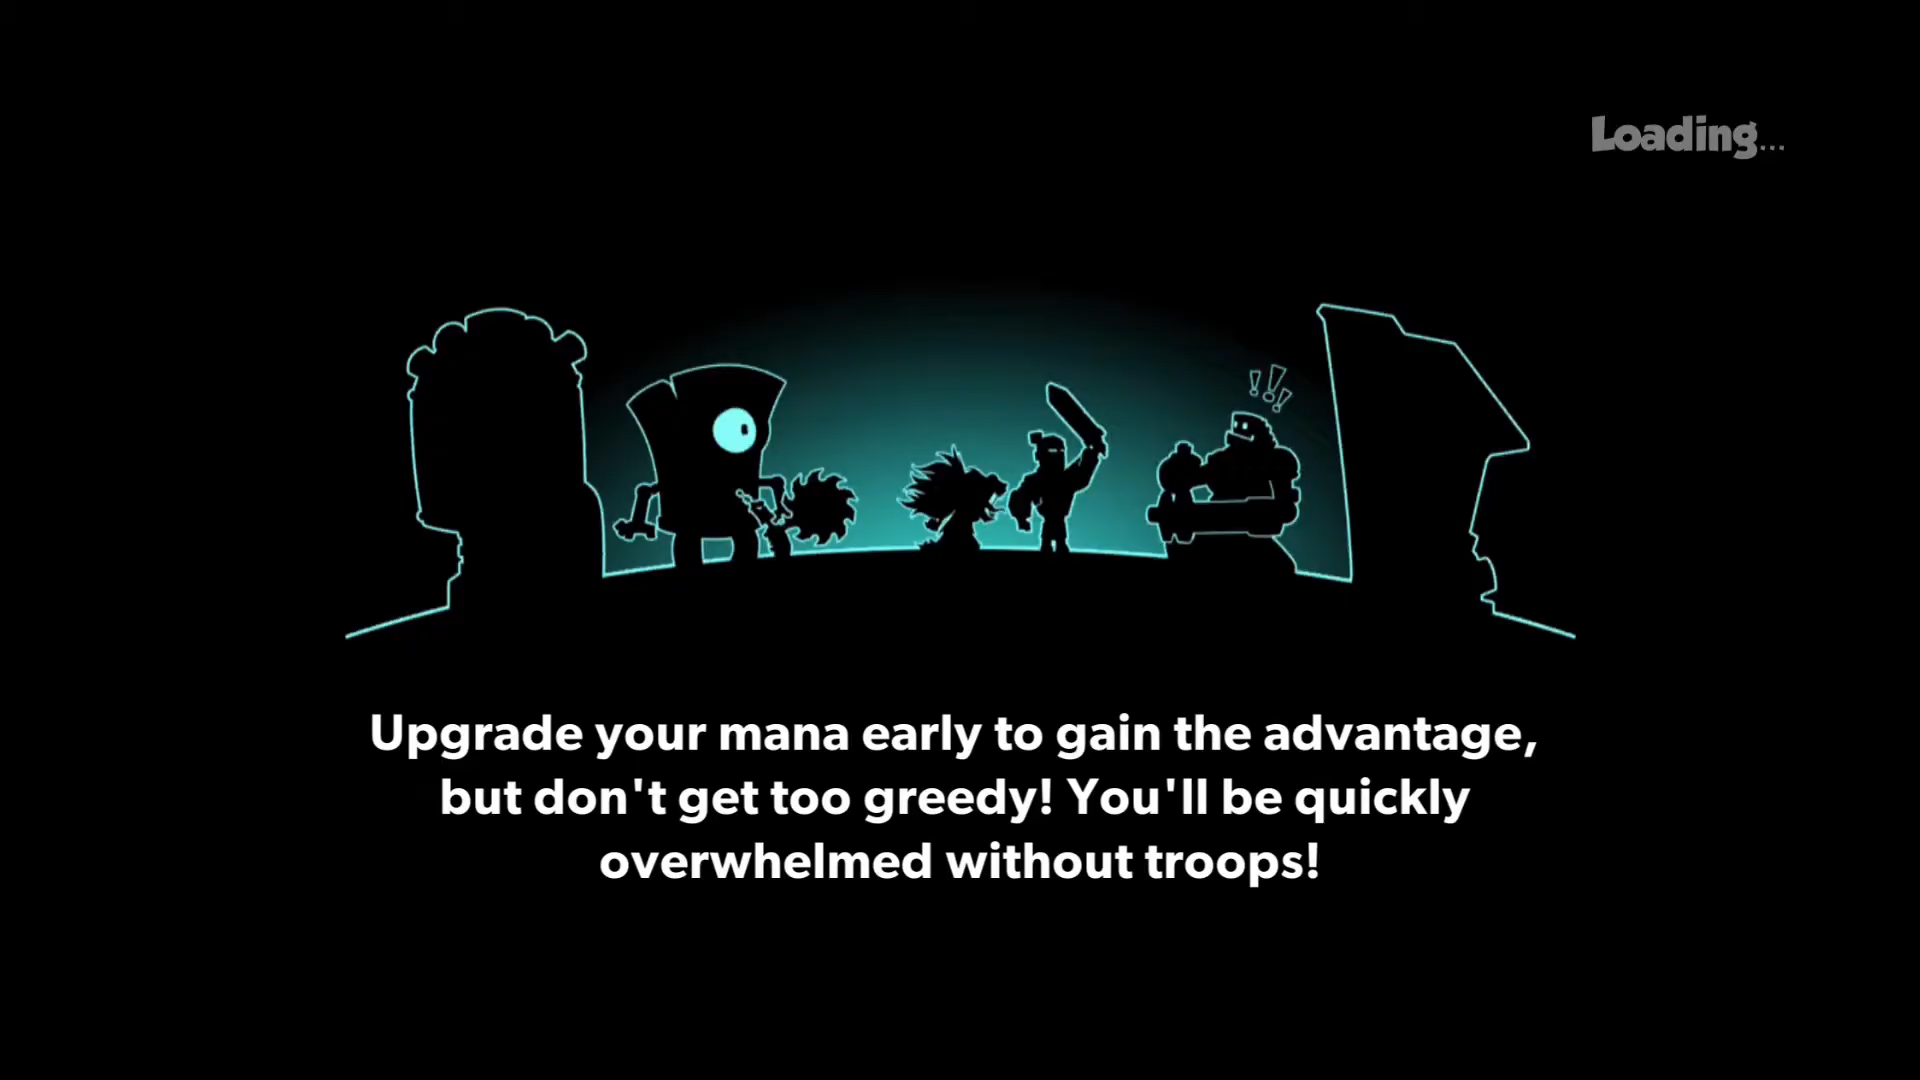 Loading...
!!!
Upgrade your mana early to gain the advantage,
but don't get too greedy! You'll be quickly
overwhelmed without troops!